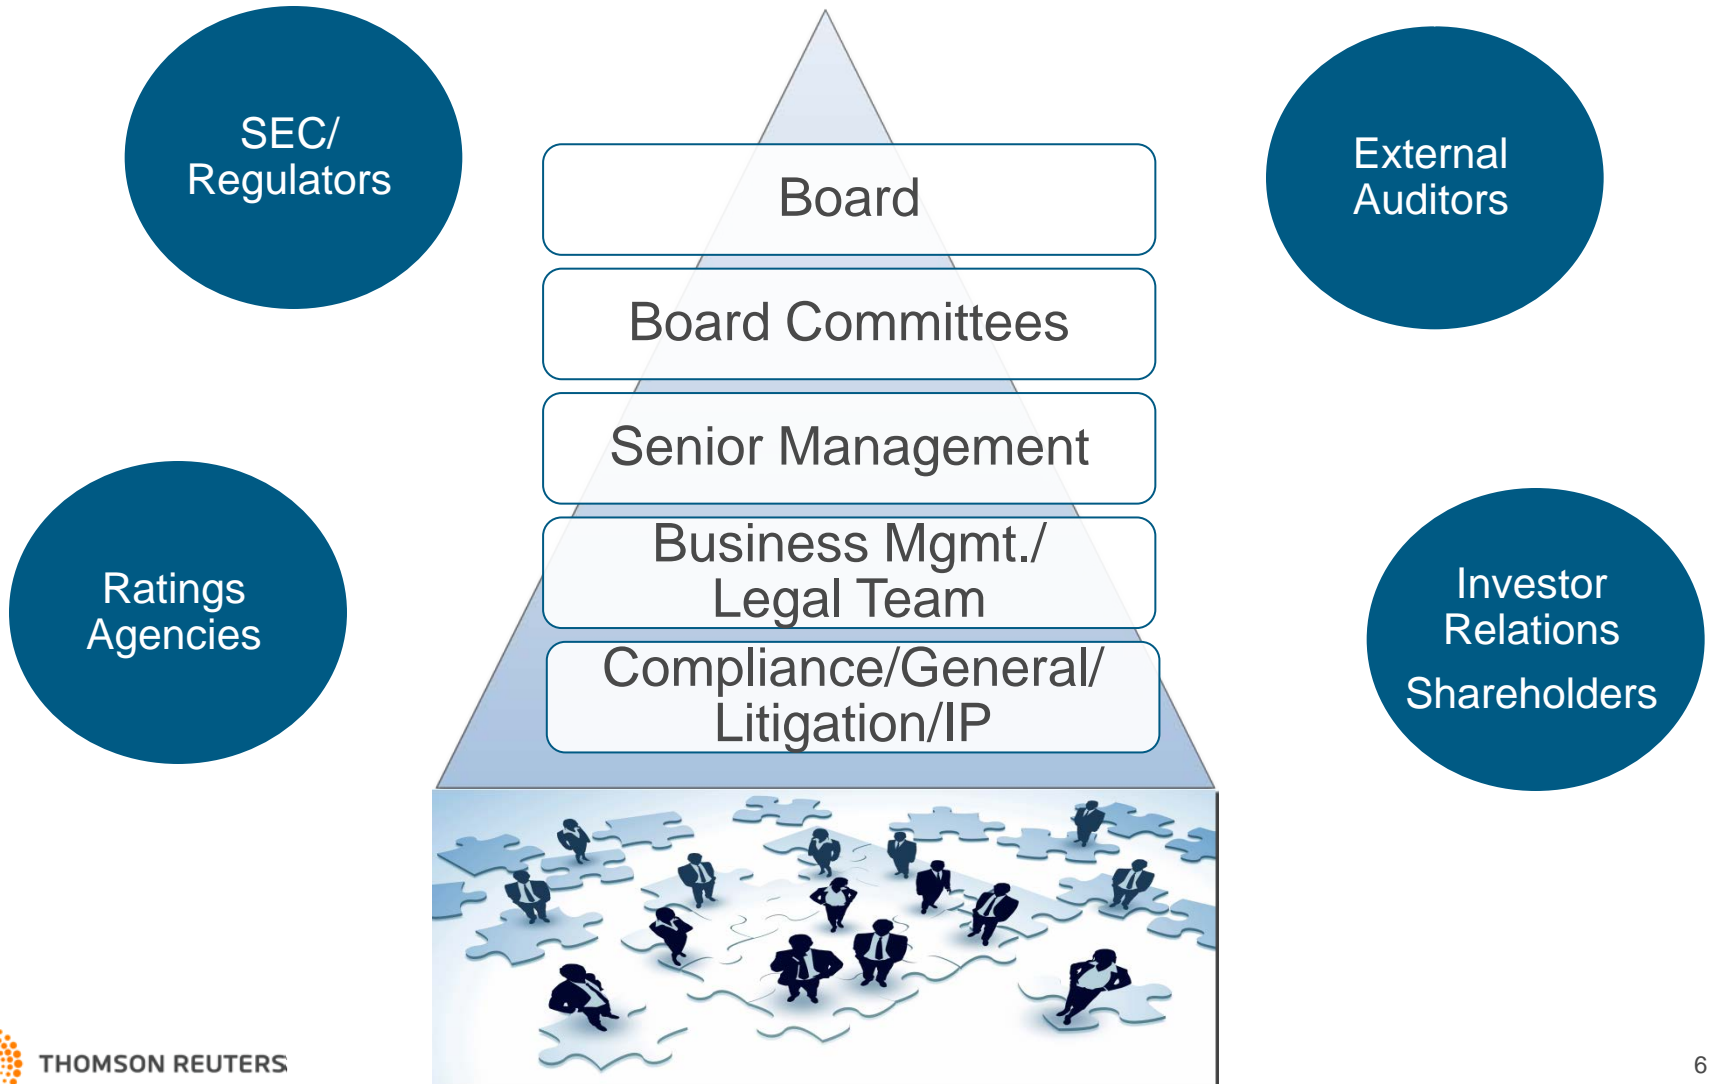 SEC/
Regulators
External
Auditors
Board
Board Committees
Senior Management
Business Mgmt./
Legal Team
Compliance/General/
Litigation/IP
Ratings
Agencies
Investor
Relations
Shareholders
THOMSON REUTERS
6